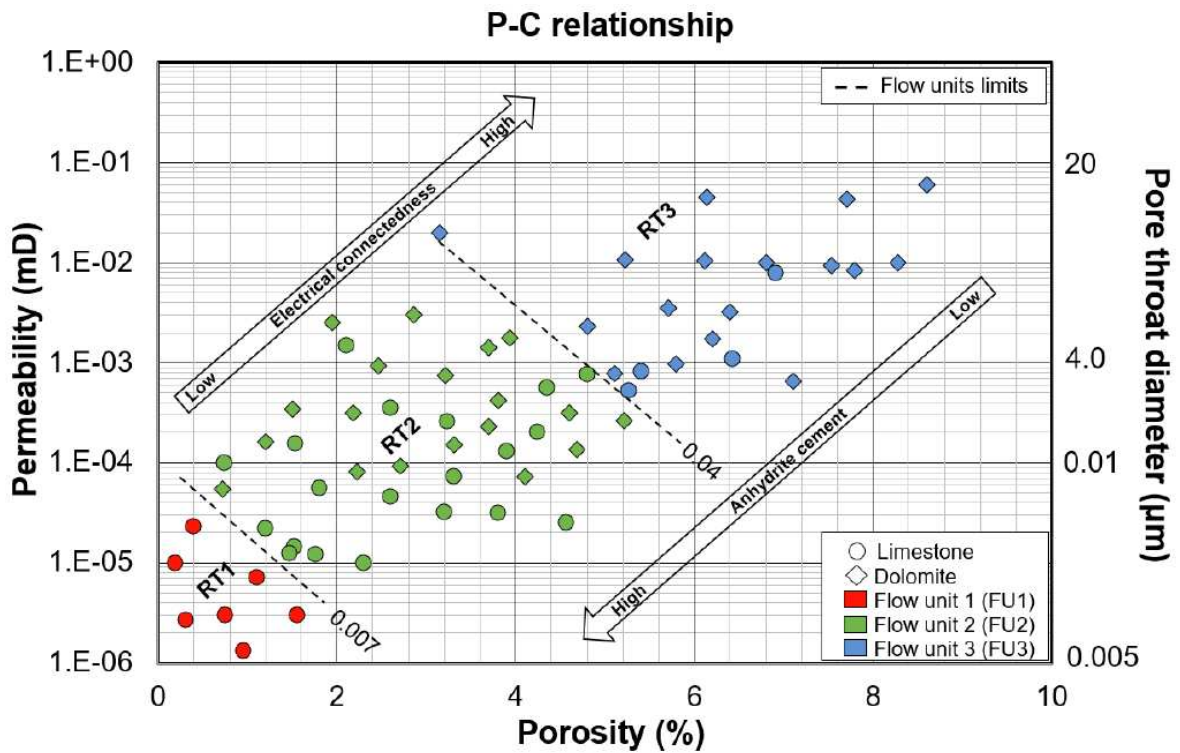 P-C relationship
1.E+00
1.E-01
1.E-02
1.E-03
1.E-04
1.E-05
1.E-06
Permeability (mD)
0
2
4
6
8
10
Porosity (%)
20
4.0
0.01
0.005
Pore throat diameter (µm)
Flow units limits
High
Electrical connectedness
Low
RT3
RT2
RT1
0.04
0.007
Low
Anhydrite cement
High
Limestone
Dolomite
Flow unit 1 (FU1)
Flow unit 2 (FU2)
Flow unit 3 (FU3)